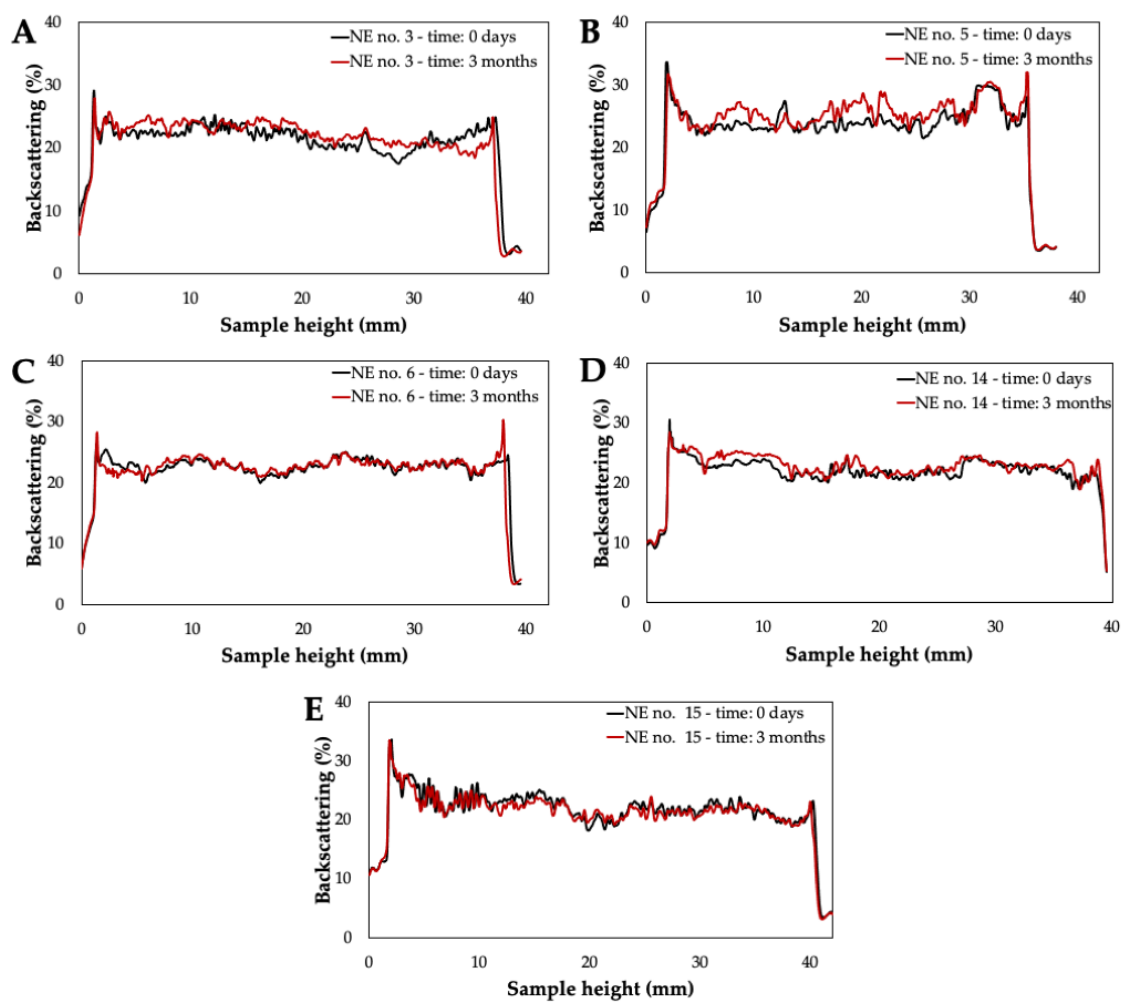 A
Backscattering (%)
40
30
20
10
0
NE no. 3 - time: 0 days
NE no. 3 - time: 3 months
0 10 20 30 40
Sample height (mm)
B
Backscattering (%)
40
30
20
10
0
NE no. 5 - time: 0 days
NE no. 5 - time: 3 months
0 10 20 30 40
Sample height (mm)
C
Backscattering (%)
40
30
20
10
0
NE no. 6 - time: 0 days
NE no. 6 - time: 3 months
0 10 20 30 40
Sample height (mm)
D
Backscattering (%)
40
30
20
10
0
NE no. 14 - time: 0 days
NE no. 14 - time: 3 months
0 10 20 30 40
Sample height (mm)
E
Backscattering (%)
40
30
20
10
0
NE no. 15 - time: 0 days
NE no. 15 - time: 3 months
0 10 20 30 40
Sample height (mm)